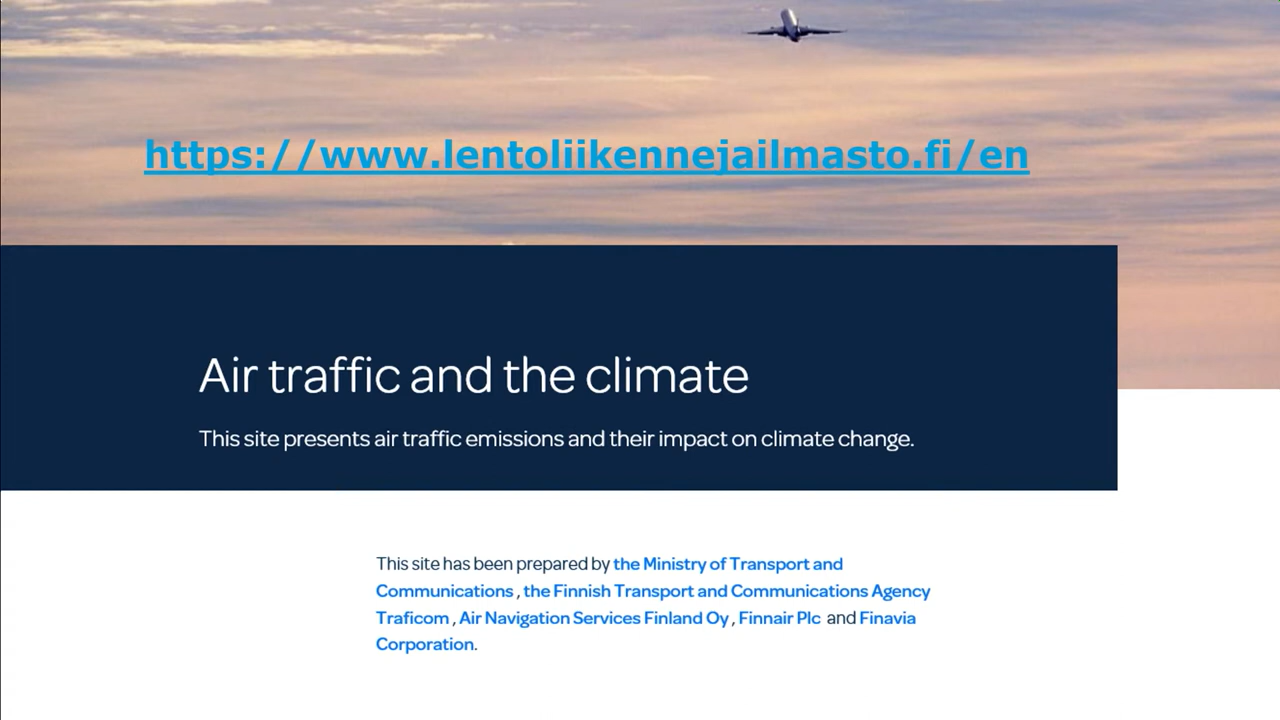 https://www.lentoliikennejailmasto.fi/en
Air traffic and the climate
This site presents air traffic emissions and their impact on climate change.
This site has been prepared by the Ministry of Transport and
Communications , the Finnish Transport and Communications Agency
Traficom , Air Navigation Services Finland Oy , Finnair Plc and Finavia
Corporation.